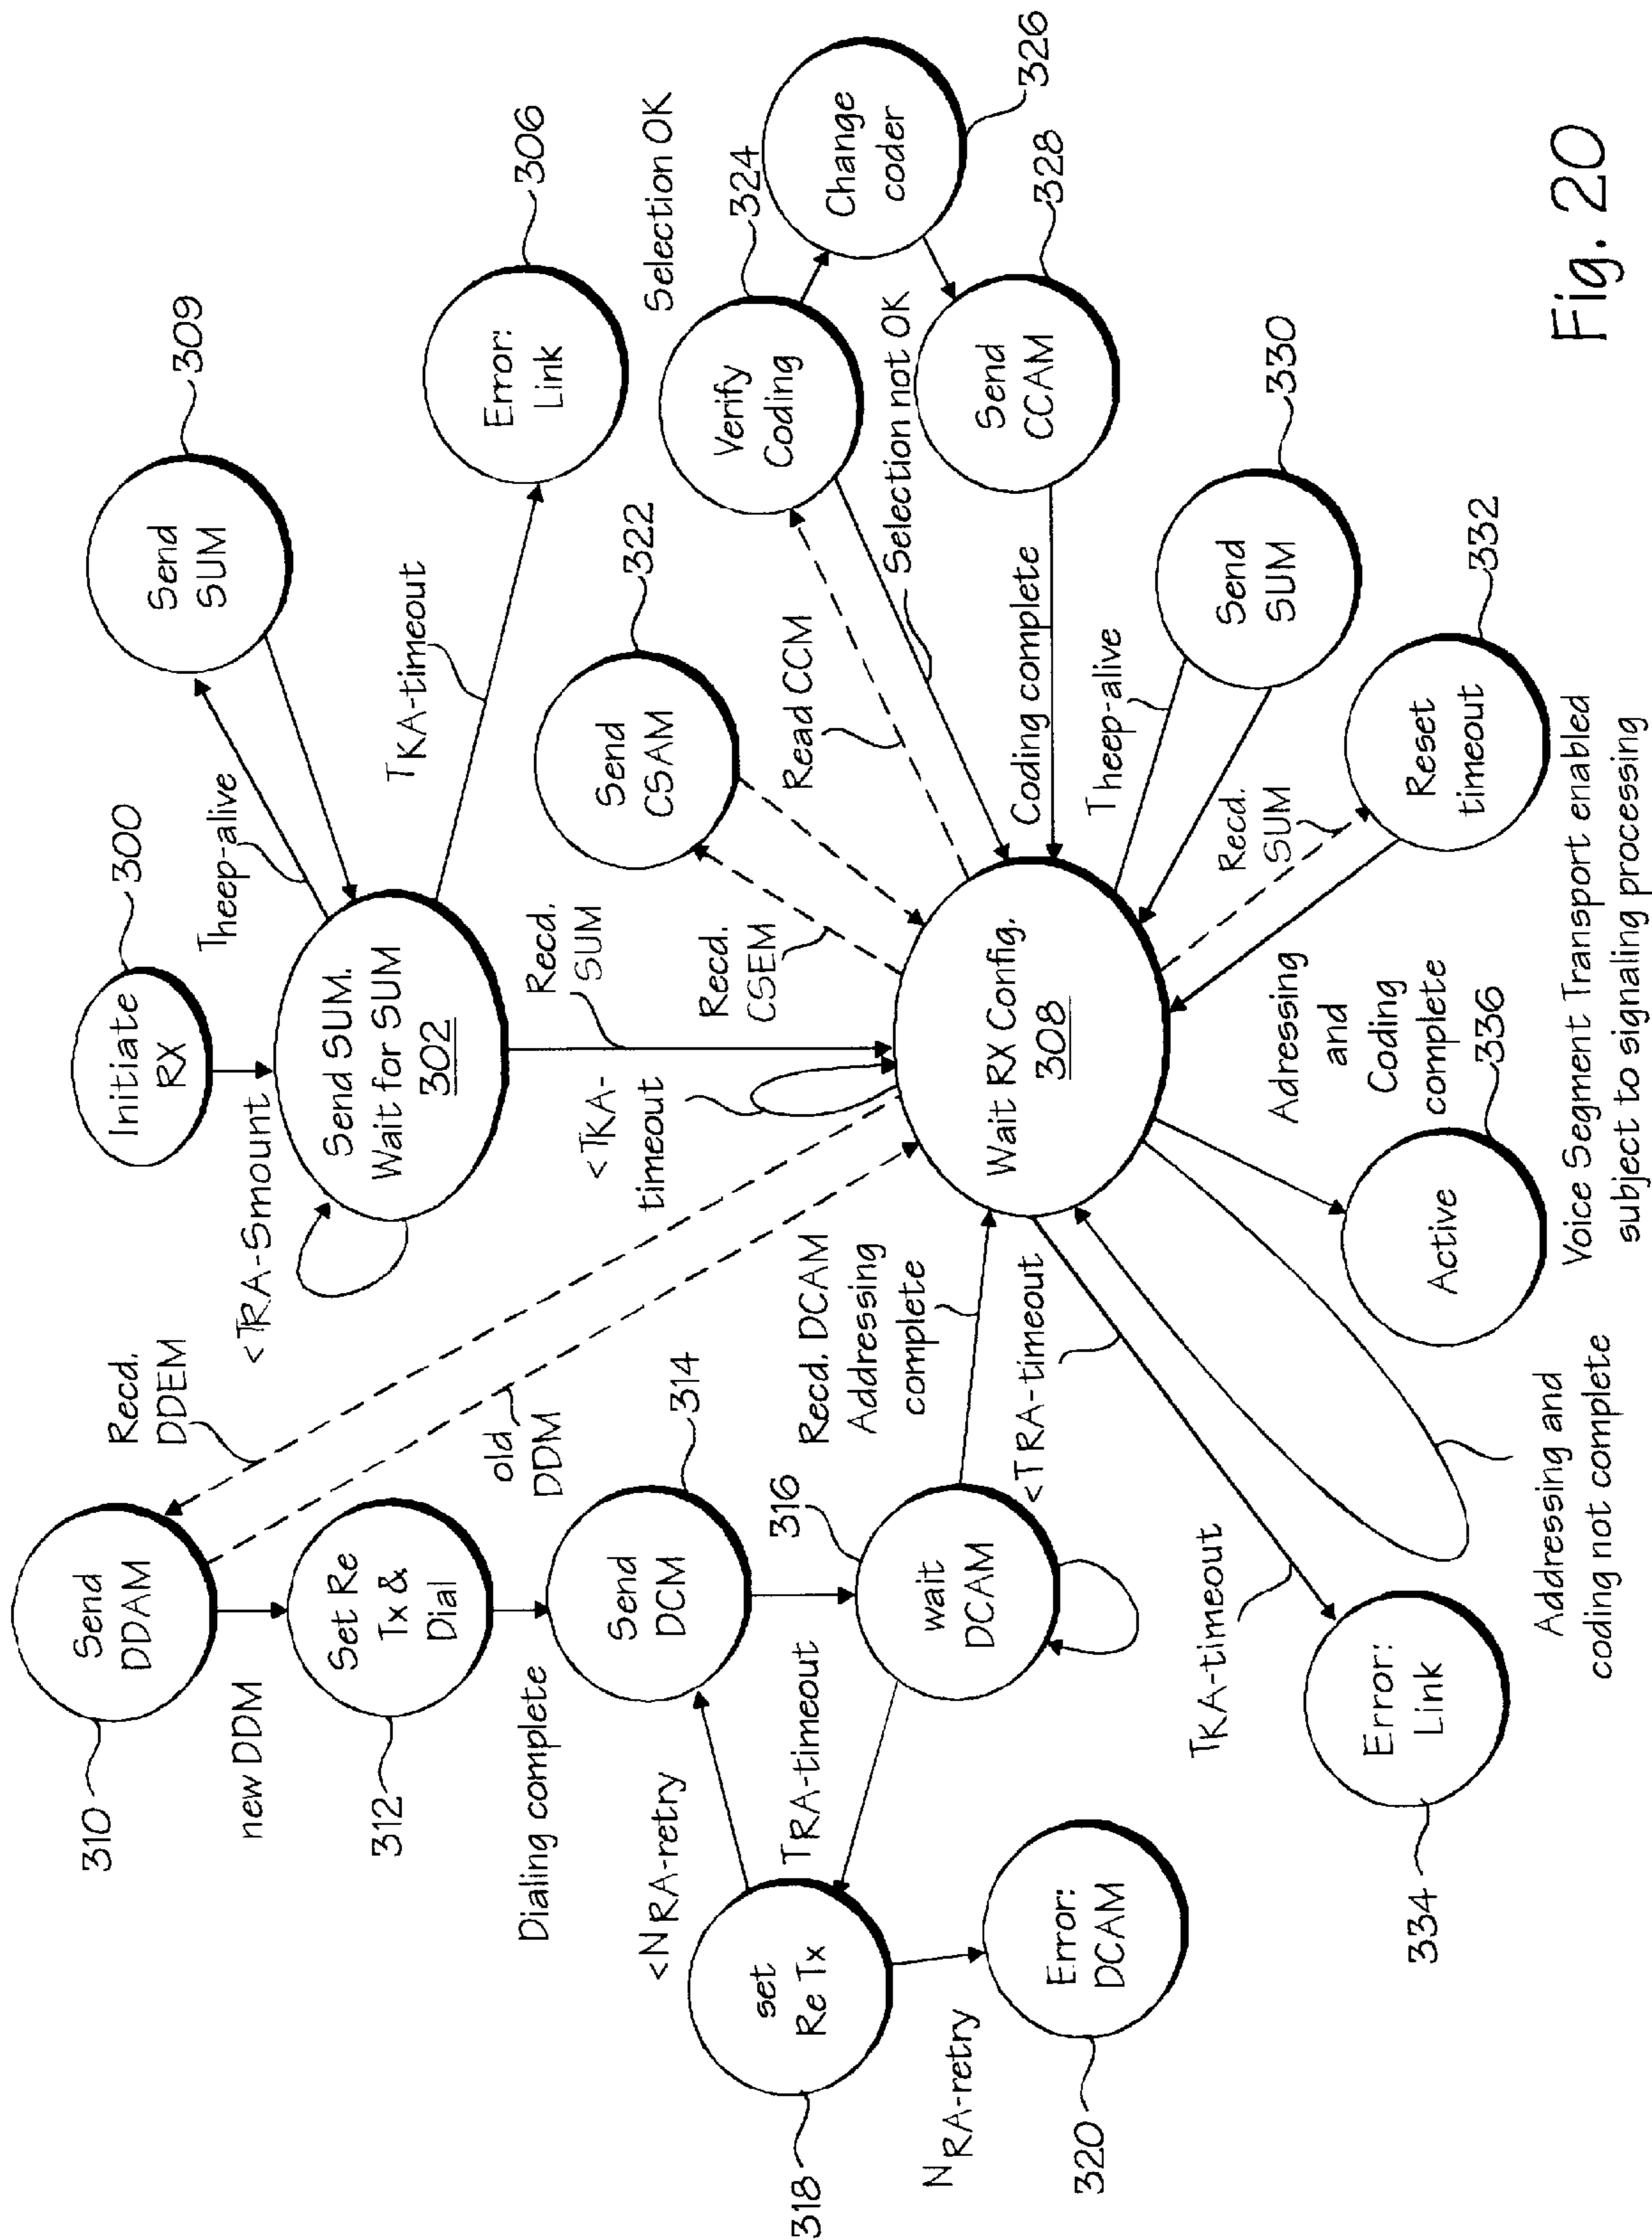 300
Initiate
RX
Theep-alive
309
Send
SUM
<TRA-Smount
Send SUM.
Wait for SUM
302
TKA-timeout
306
Error:
Link
Recd.
SUM
Recd.
DDEM
310
Send
DDAM
new DDM
old
DDM
312
Set Re
Tx &
Dial
Dialing complete
314
Send
DCM
<NRA-retry
TRA-timeout
316
wait
DCAM
318
set
Re Tx
NRA-retry
320
Error:
DCAM
Recd. DCAM
Addressing
complete
<TRA-timeout
<TKA-
timeout
Wait RX Config.
308
Recd.
CSEM
322
Send
CSAM
Read CCM
324
Verify
Coding
Selection OK
Selection not OK
326
Change
coder
328
Send
CCAM
Coding complete
Theep-alive
330
Send
SUM
Recd.
SUM
332
Reset
timeout
Adressing
and
Coding
complete
336
Active
Voice Segment Transport enabled
subject to signaling processing
TKA-timeout
334
Error:
Link
Addressing and
coding not complete
Fig. 20